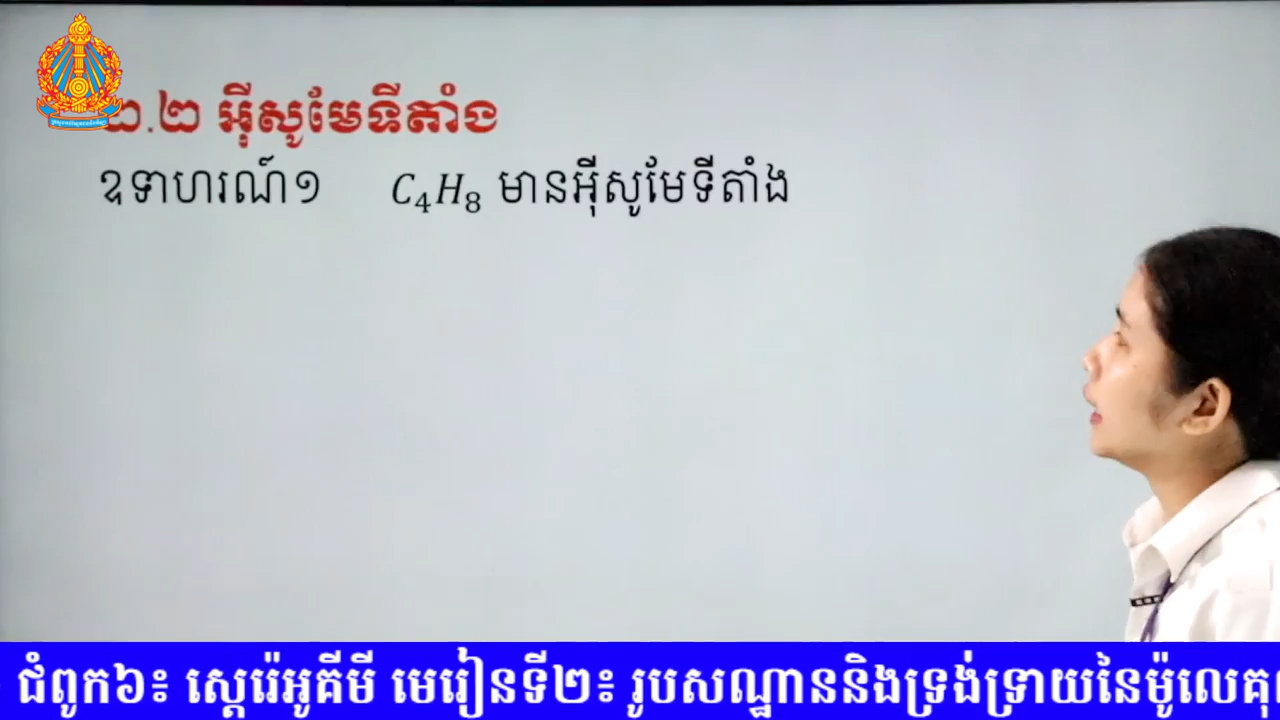 ឯ.២ អ៊ីសូមែទីតាំង
ឧទាហរណ៍១ C₄H₈ មានអ៊ីសូមែទីតាំង
ជំពូក៦៖ ស្តេរ៉េអូគីមី មេរៀនទី២៖ រូបសណ្ឋាននិងទ្រង់ទ្រាយនៃម៉ូលេគុ